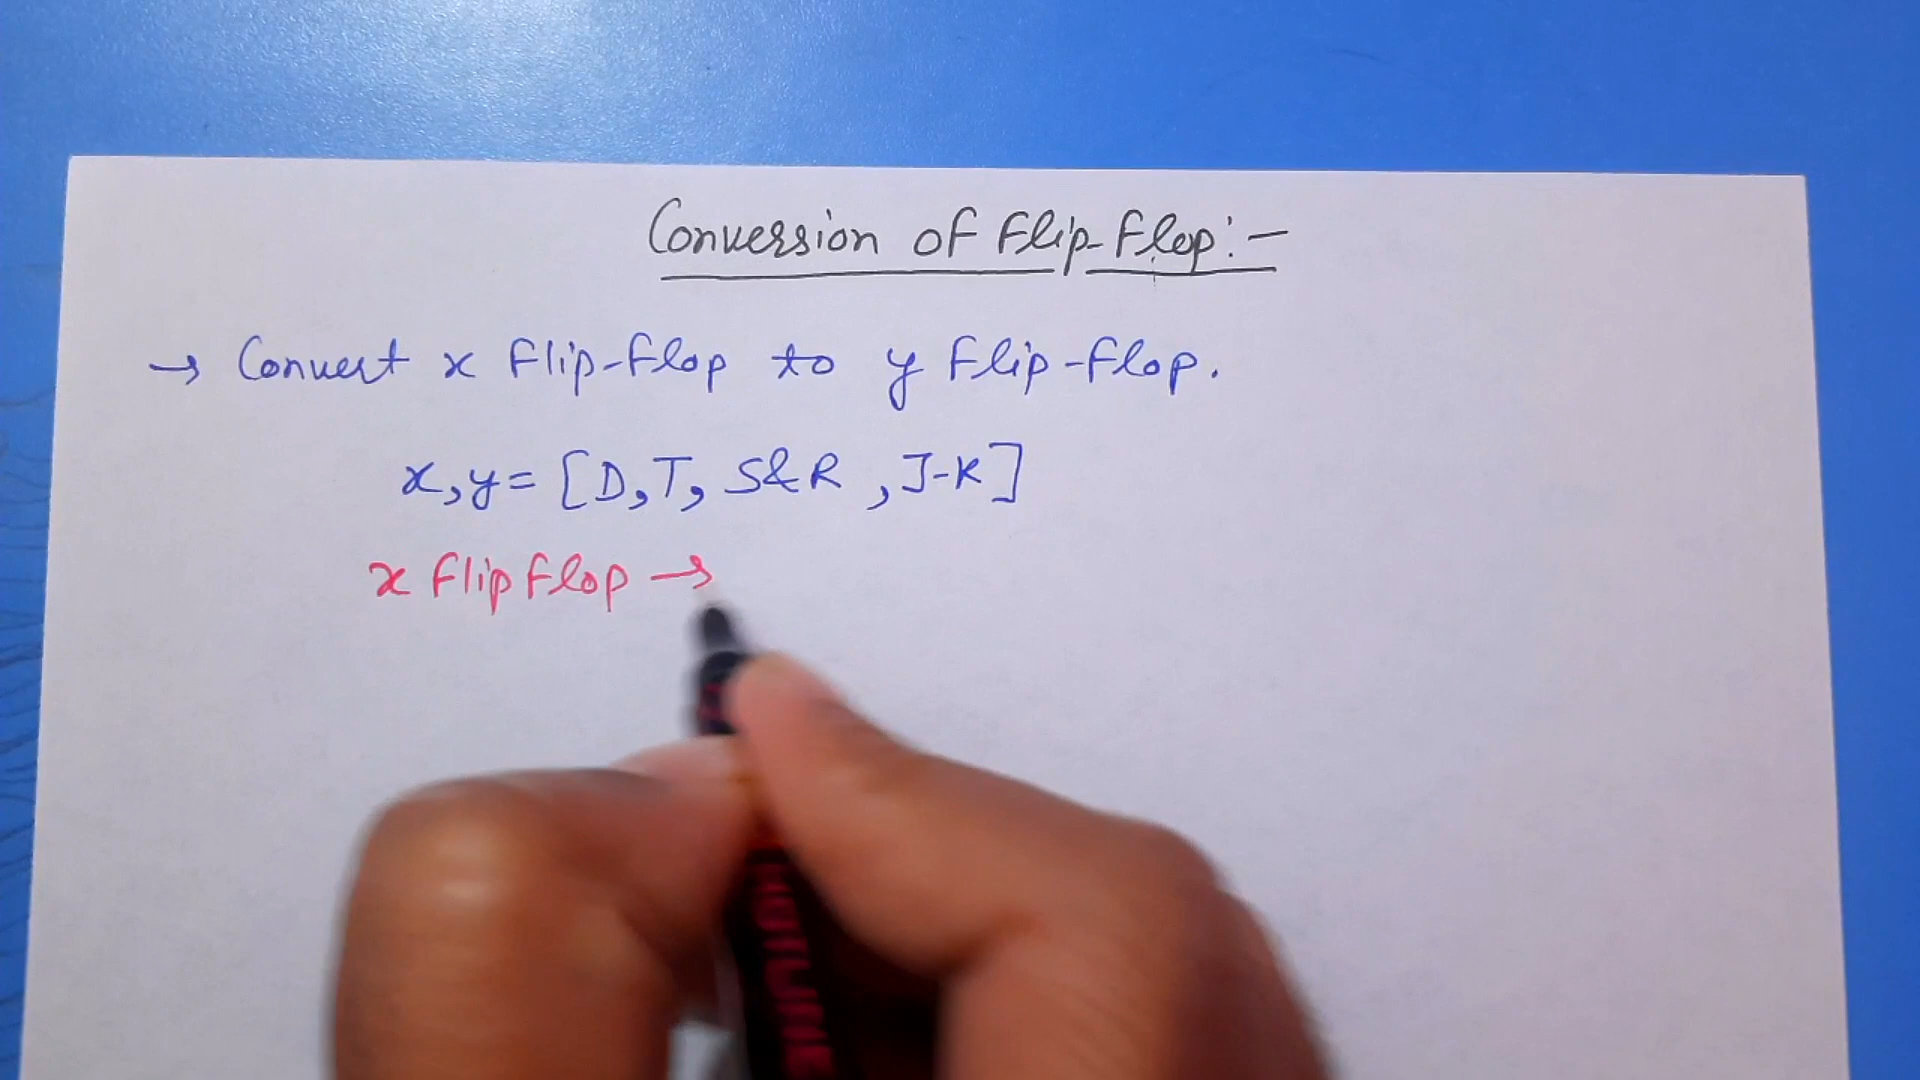 Conversion of Flip-Flop:-
→ Convert x Flip-Flop to y Flip-Flop.
x,y= [D,T, S&R ,J-K]
x Flip Flop →